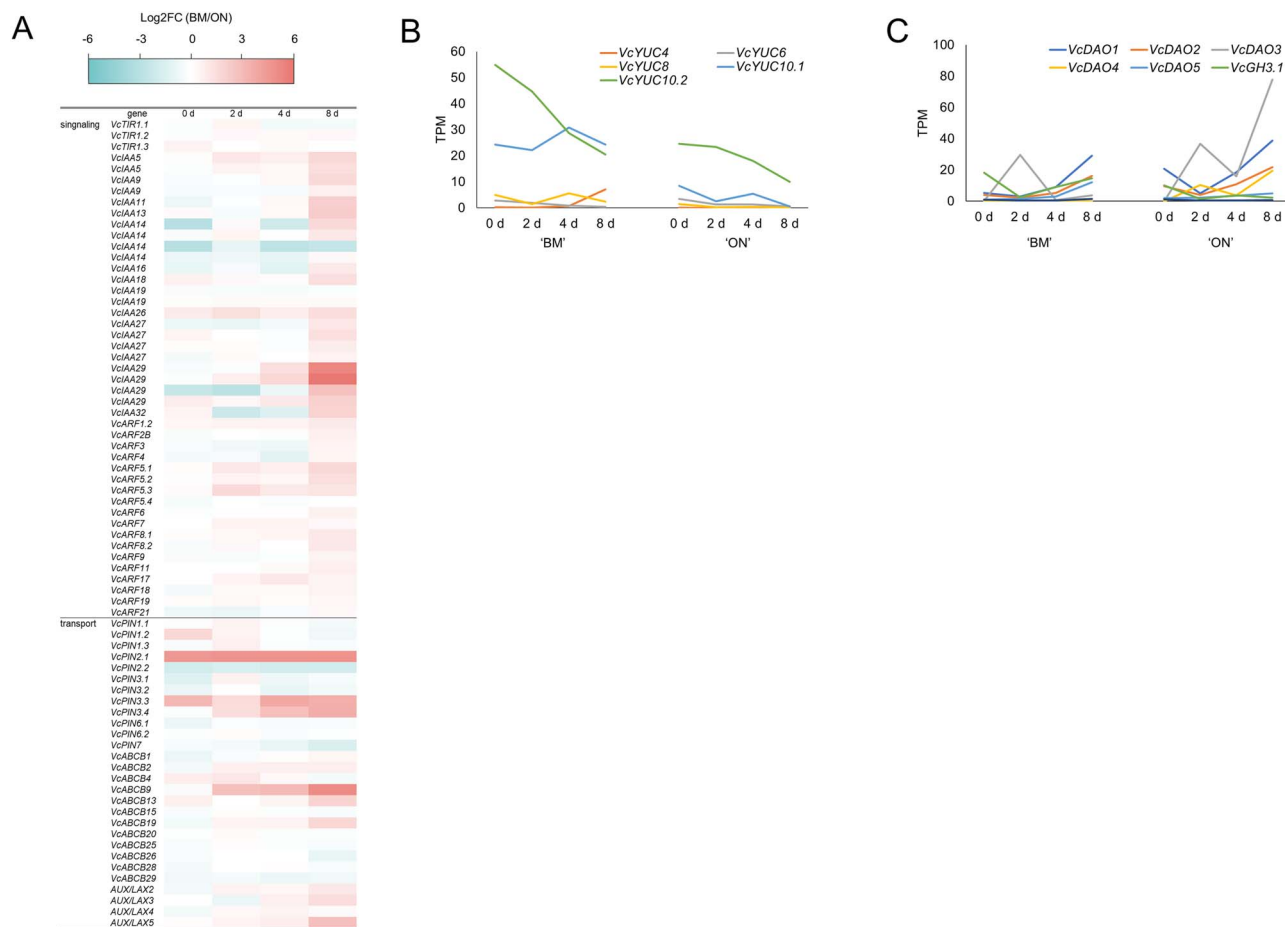 A
Log2FC (BM/ON)
-6 -3 0 3 6
gene 0 d 2 d 4 d 8 d
singnaling VcTIR1.1
VcTIR1.2
VcTIR1.3
VcIAA5
VcIAA5
VcIAA9
VcIAA9
VcIAA11
VcIAA13
VcIAA14
VcIAA14
VcIAA14
VcIAA14
VcIAA16
VcIAA18
VcIAA19
VcIAA19
VcIAA26
VcIAA27
VcIAA27
VcIAA27
VcIAA27
VcIAA29
VcIAA29
VcIAA29
VcIAA29
VcIAA32
VcARF1.2
VcARF2B
VcARF3
VcARF4
VcARF5.1
VcARF5.2
VcARF5.3
VcARF5.4
VcARF6
VcARF7
VcARF8.1
VcARF8.2
VcARF9
VcARF11
VcARF17
VcARF18
VcARF19
VcARF21
transport VcPIN1.1
VcPIN1.2
VcPIN1.3
VcPIN2.1
VcPIN2.2
VcPIN3.1
VcPIN3.2
VcPIN3.3
VcPIN3.4
VcPIN6.1
VcPIN6.2
VcPIN7
VcABCB1
VcABCB2
VcABCB4
VcABCB9
VcABCB13
VcABCB15
VcABCB19
VcABCB20
VcABCB25
VcABCB26
VcABCB28
VcABCB29
AUX/LAX2
AUX/LAX3
AUX/LAX4
AUX/LAX5
B
VcYUC4 VcYUC6
VcYUC8 VcYUC10.1
VcYUC10.2
TPM
60
50
40
30
20
10
0
0 d 2 d 4 d 8 d 0 d 2 d 4 d 8 d
'BM' 'ON'
C
VcDAO1 VcDAO2 VcDAO3
VcDAO4 VcDAO5 VcGH3.1
TPM
100
80
60
40
20
0
0 d 2 d 4 d 8 d 0 d 2 d 4 d 8 d
'BM' 'ON'